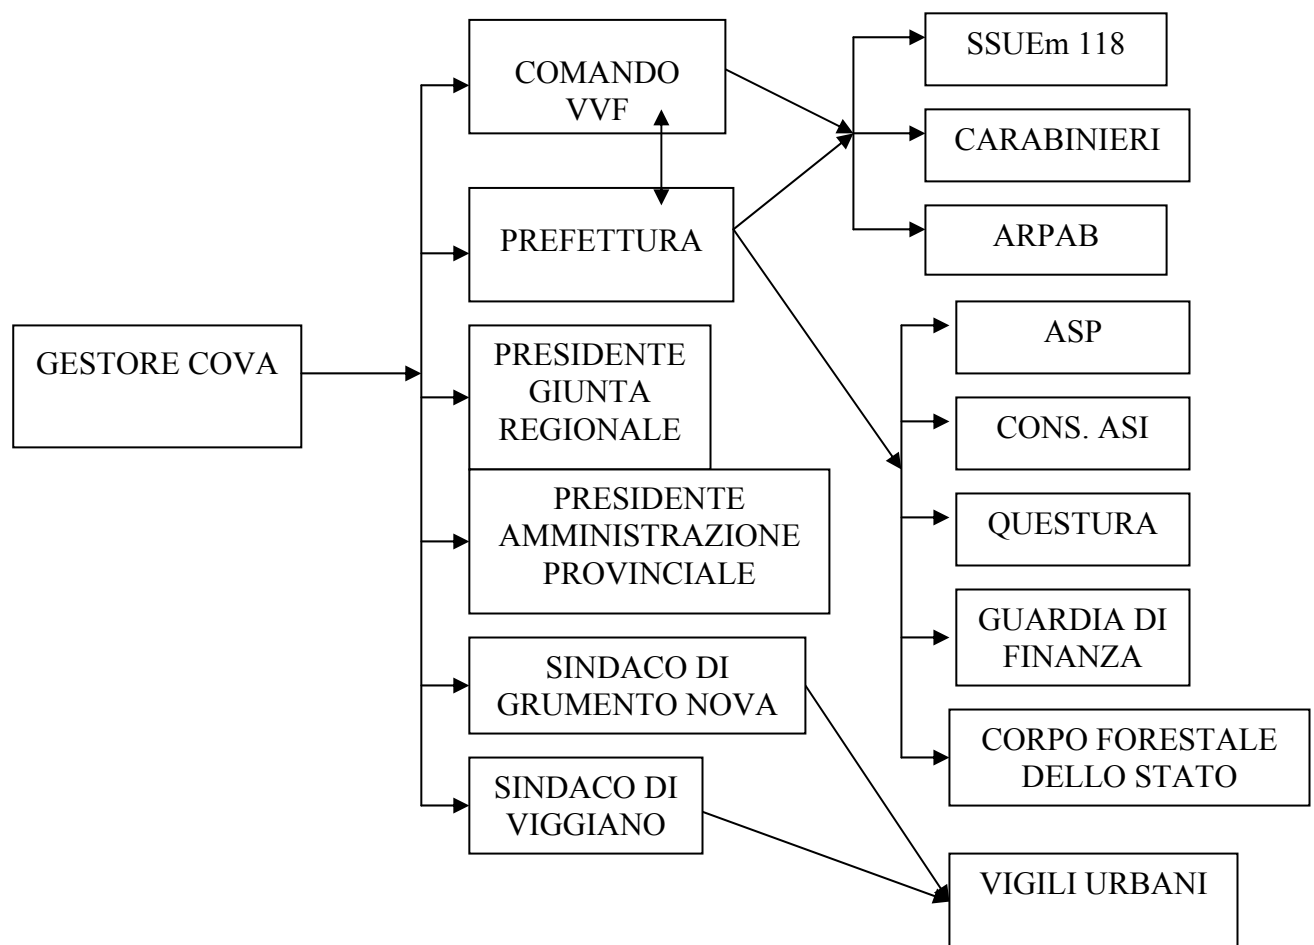 GESTORE COVA
COMANDO
VVF
PREFETTURA
PRESIDENTE
GIUNTA
REGIONALE
PRESIDENTE
AMMINISTRAZIONE
PROVINCIALE
SINDACO DI
GRUMENTO NOVA
SINDACO DI
VIGGIANO
SSUEm 118
CARABINIERI
ARPAB
ASP
CONS. ASI
QUESTURA
GUARDIA DI
FINANZA
CORPO FORESTALE
DELLO STATO
VIGILI URBANI